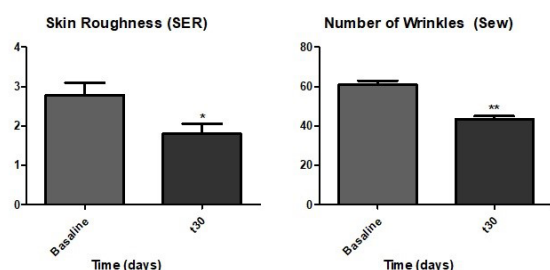 Skin Roughness (SER)
4
3
2
1
0
*
Basaline
t30
Time (days)
Number of Wrinkles (Sew)
80
60
40
20
0
**
Baseline
t30
Time (days)